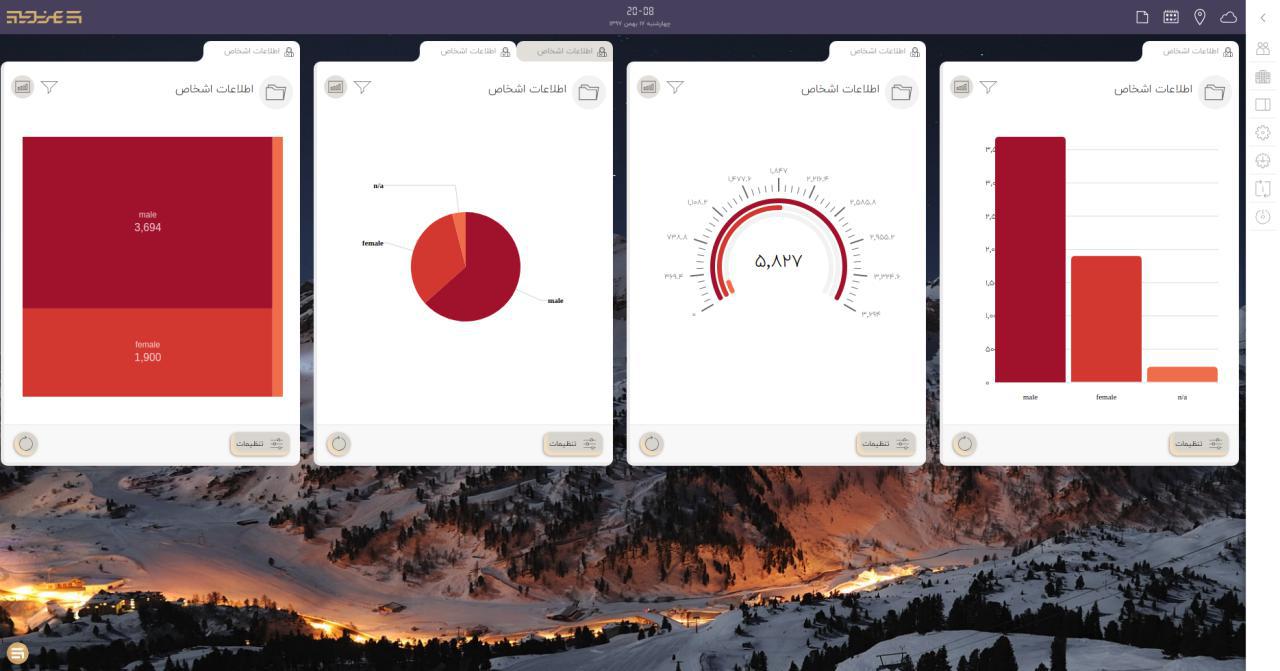 20-08
چهارشنبه ۱۷ بهمن ۱۳۹۷
اطلاعات اشخاص
اطلاعات اشخاص
اطلاعات اشخاص
اطلاعات اشخاص
اطلاعات اشخاص
اطلاعات اشخاص
اطلاعات اشخاص
اطلاعات اشخاص
اطلاعات اشخاص
male
3,694
female
1,900
n/a
female
male
۱,۸۴۷
۱,۴۷۷.۶
۲,۲۱۶.۴
۱,۱۰۸.۲
۲,۵۸۵.۸
۷۳۸.۸
۲,۹۵۵.۲
۳۶۹.۴
۳,۳۲۴.۶
۰
۳,۶۹۴
۵,۸۲۷
۳,۵
۳,۰
۲,۵
۲,۰
۱,۵
۱,۰
۵۰
۰
male
female
n/a
تنظیمات
تنظیمات
تنظیمات
تنظیمات